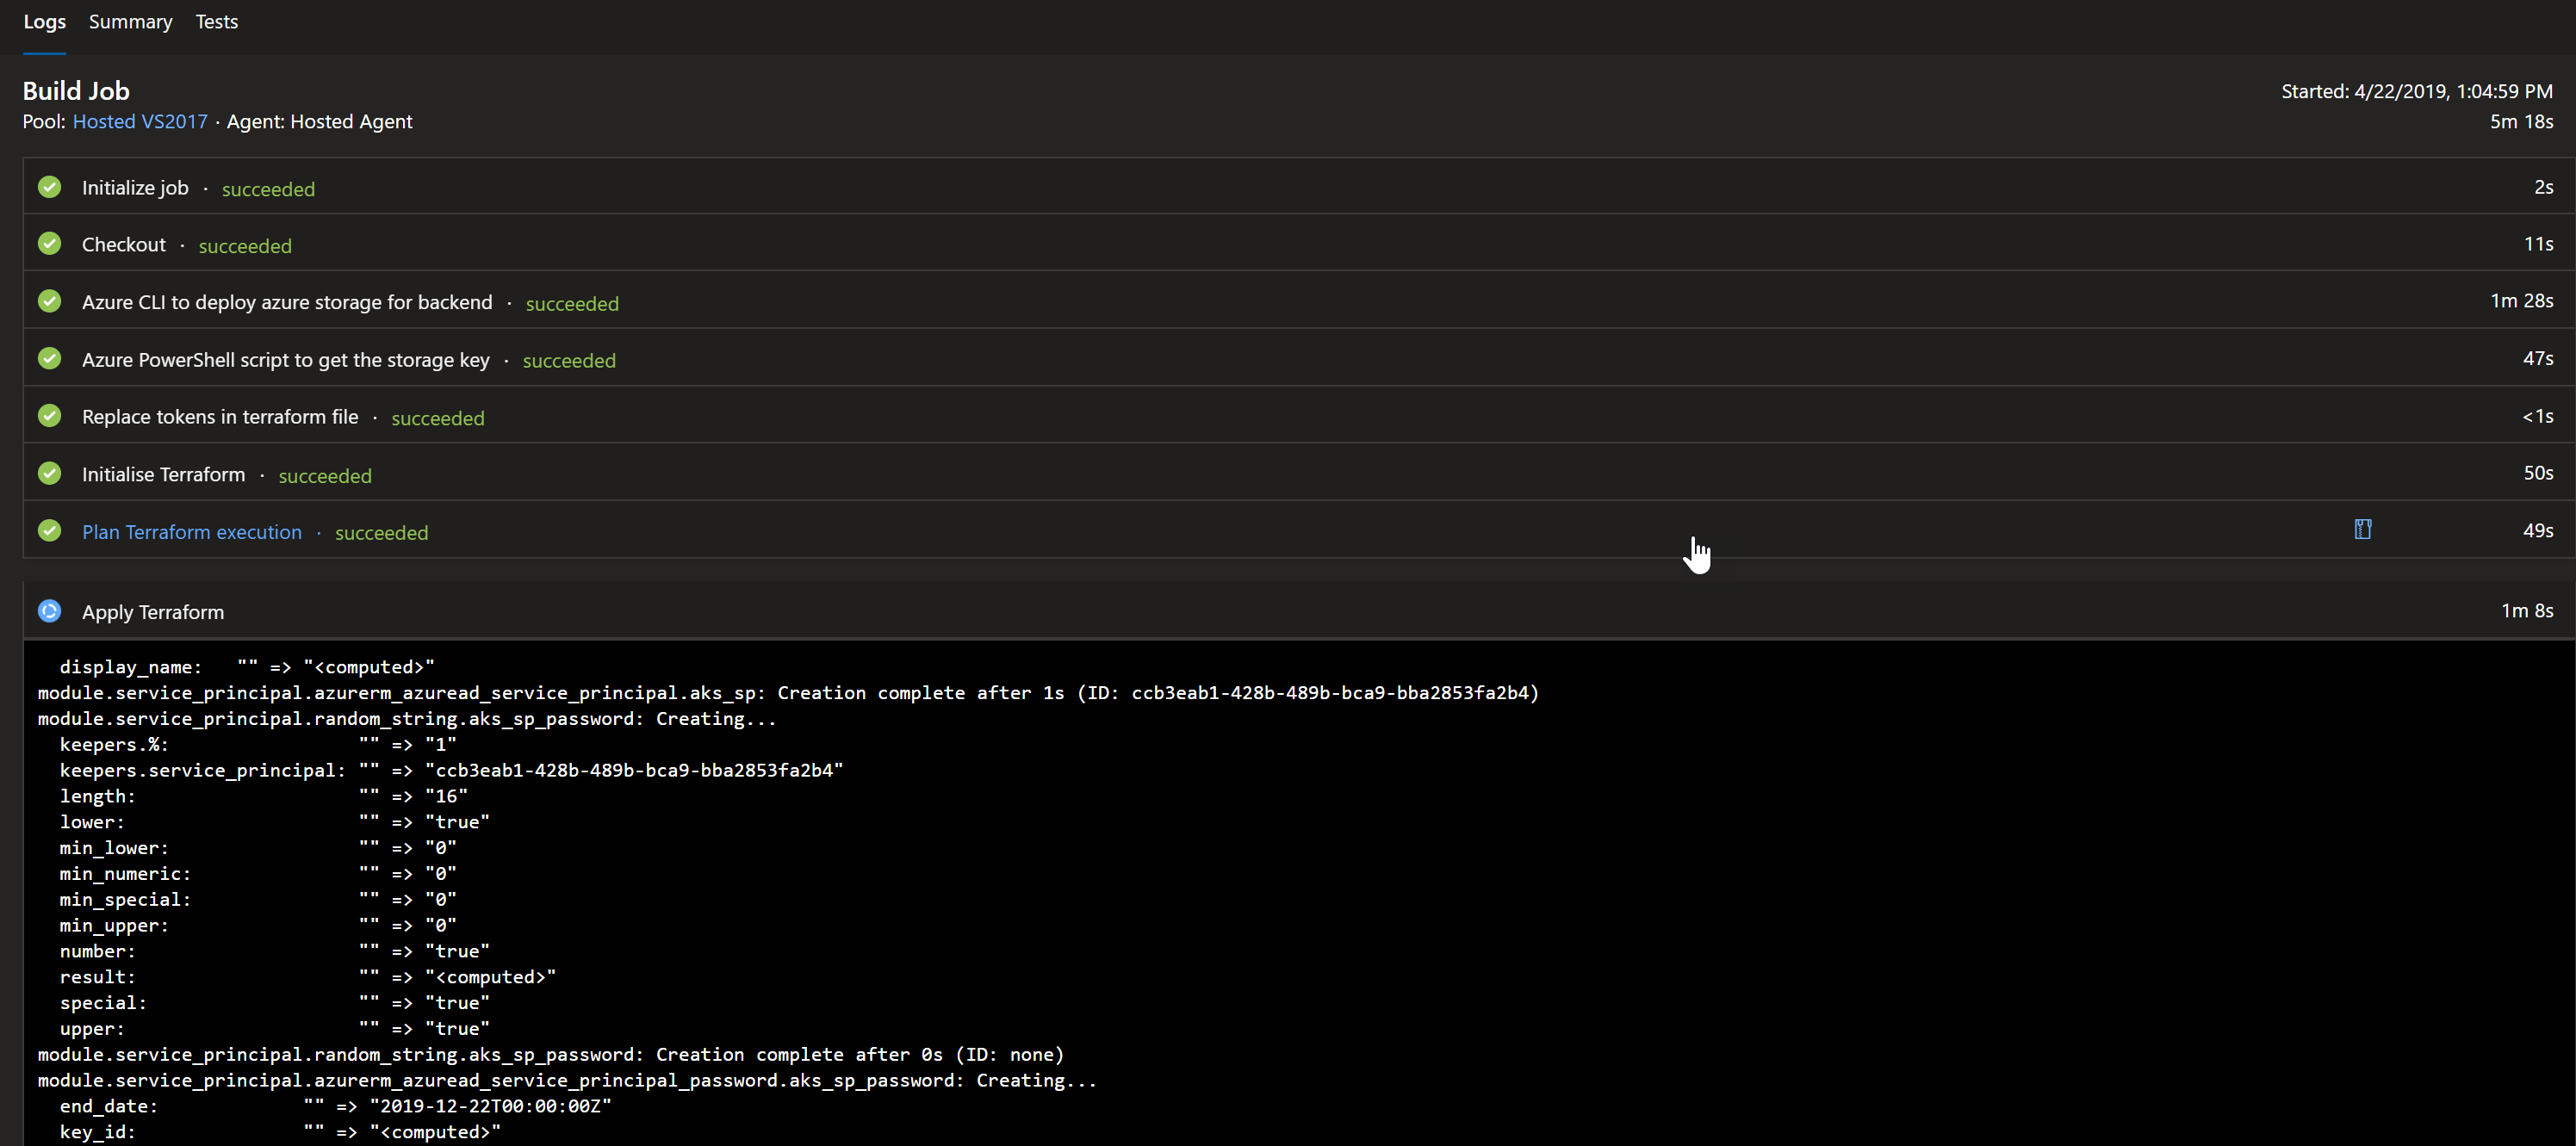 Logs Summary Tests
Build Job
Started: 4/22/2019, 1:04:59 PM
Pool: Hosted VS2017 · Agent: Hosted Agent
5m 18s
Initialize job · succeeded 2s
Checkout · succeeded 11s
Azure CLI to deploy azure storage for backend · succeeded 1m 28s
Azure PowerShell script to get the storage key · succeeded 47s
Replace tokens in terraform file · succeeded <1s
Initialise Terraform · succeeded 50s
Plan Terraform execution · succeeded 49s
Apply Terraform 1m 8s
display_name: "" => "<computed>"
module.service_principal.azurerm_azuread_service_principal.aks_sp: Creation complete after 1s (ID: ccb3eab1-428b-489b-bca9-bba2853fa2b4)
module.service_principal.random_string.aks_sp_password: Creating...
keepers.%: "" => "1"
keepers.service_principal: "" => "ccb3eab1-428b-489b-bca9-bba2853fa2b4"
length: "" => "16"
lower: "" => "true"
min_lower: "" => "0"
min_numeric: "" => "0"
min_special: "" => "0"
min_upper: "" => "0"
number: "" => "true"
result: "" => "<computed>"
special: "" => "true"
upper: "" => "true"
module.service_principal.random_string.aks_sp_password: Creation complete after 0s (ID: none)
module.service_principal.azurerm_azuread_service_principal_password.aks_sp_password: Creating...
end_date: "" => "2019-12-22T00:00:00Z"
key_id: "" => "<computed>"